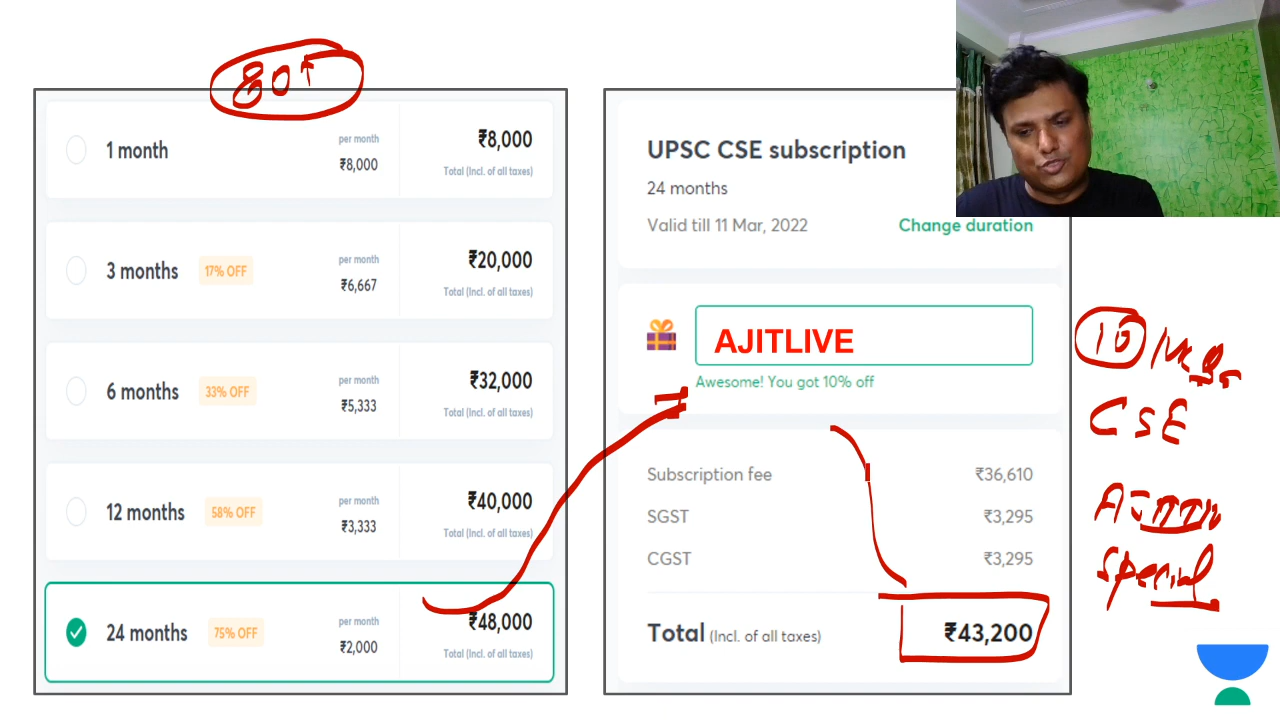 80
1 month
per month
₹8,000
₹8,000
Total (Incl. of all taxes)
3 months
17% OFF
per month
₹6,667
₹20,000
Total (Incl. of all taxes)
6 months
33% OFF
per month
₹5,333
₹32,000
Total (Incl. of all taxes)
12 months
58% OFF
per month
₹3,333
₹40,000
Total (Incl. of all taxes)
24 months
75% OFF
per month
₹2,000
₹48,000
Total (Incl. of all taxes)
UPSC CSE subscription
24 months
Valid till 11 Mar, 2022
Change duration
AJITLIVE
Awesome! You got 10% off
Subscription fee ₹36,610
SGST ₹3,295
CGST ₹3,295
Total (Incl. of all taxes) ₹43,200
CSE
Special